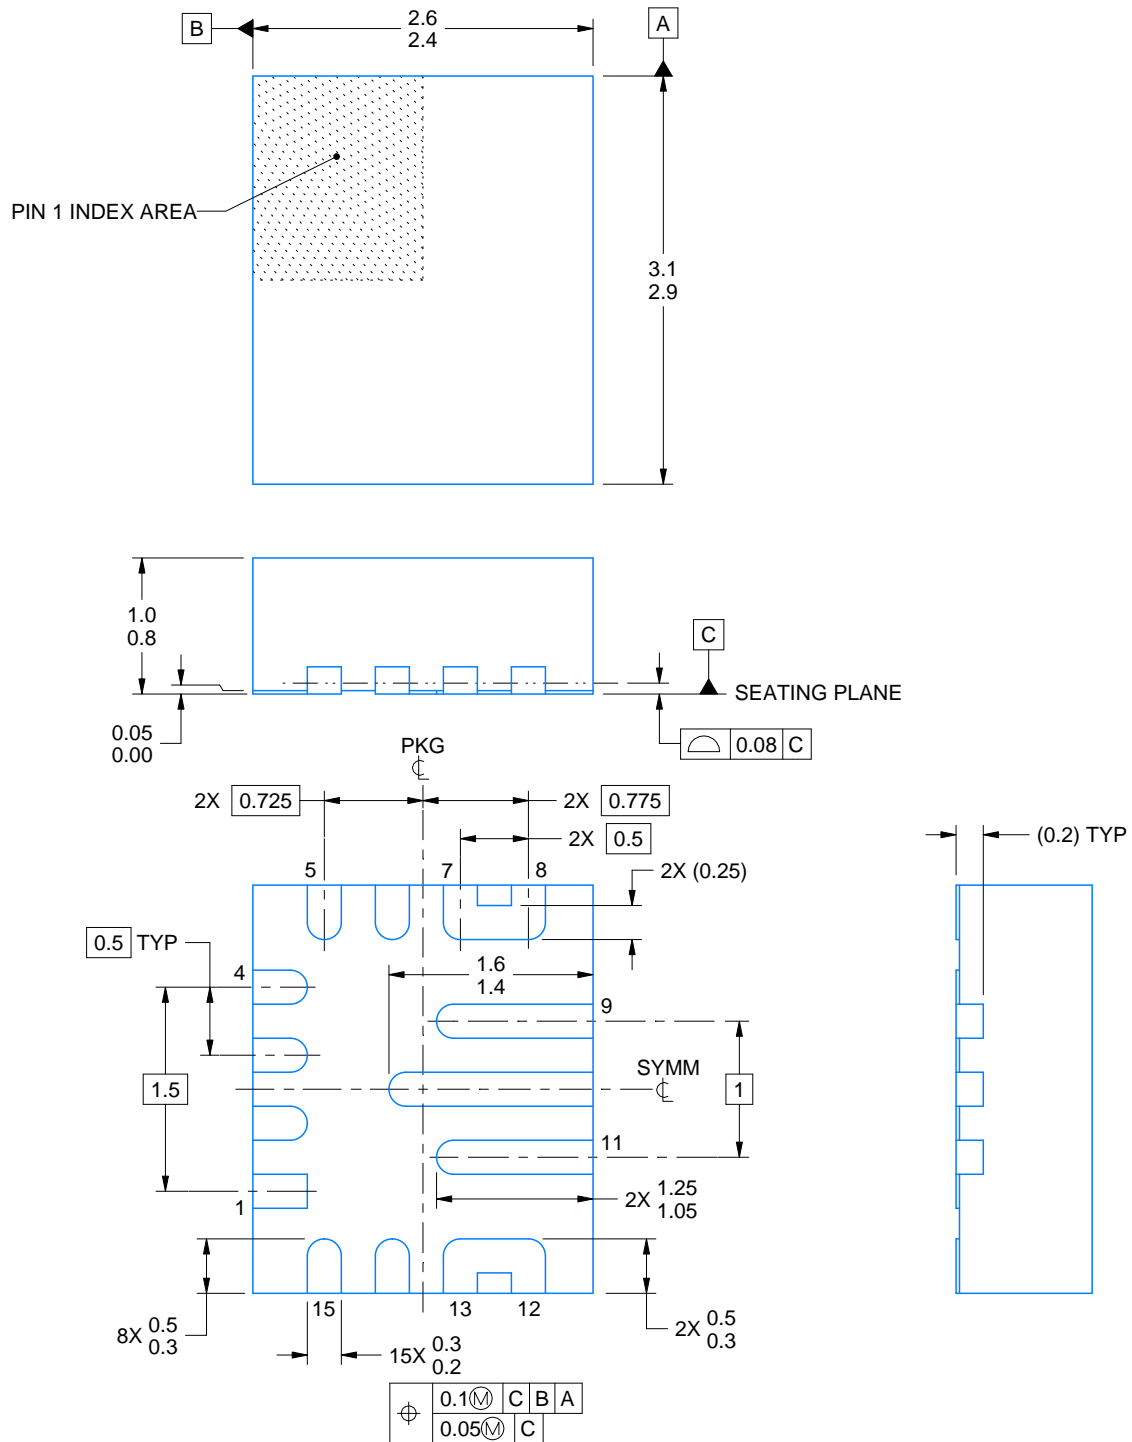 B
2.6
2.4
A
PIN 1 INDEX AREA
3.1
2.9
1.0
0.8
0.05
0.00
C
SEATING PLANE
0.08 C
PKG
2X 0.725
2X 0.775
2X 0.5
(0.2) TYP
5
7
8
2X (0.25)
0.5 TYP
4
1.6
1.4
9
SYMM
1.5
1
11
1
2X 1.25
1.05
15
13
12
8X 0.5
0.3
15X 0.3
0.2
2X 0.5
0.3
0.1Ⓜ C B A
0.05Ⓜ C